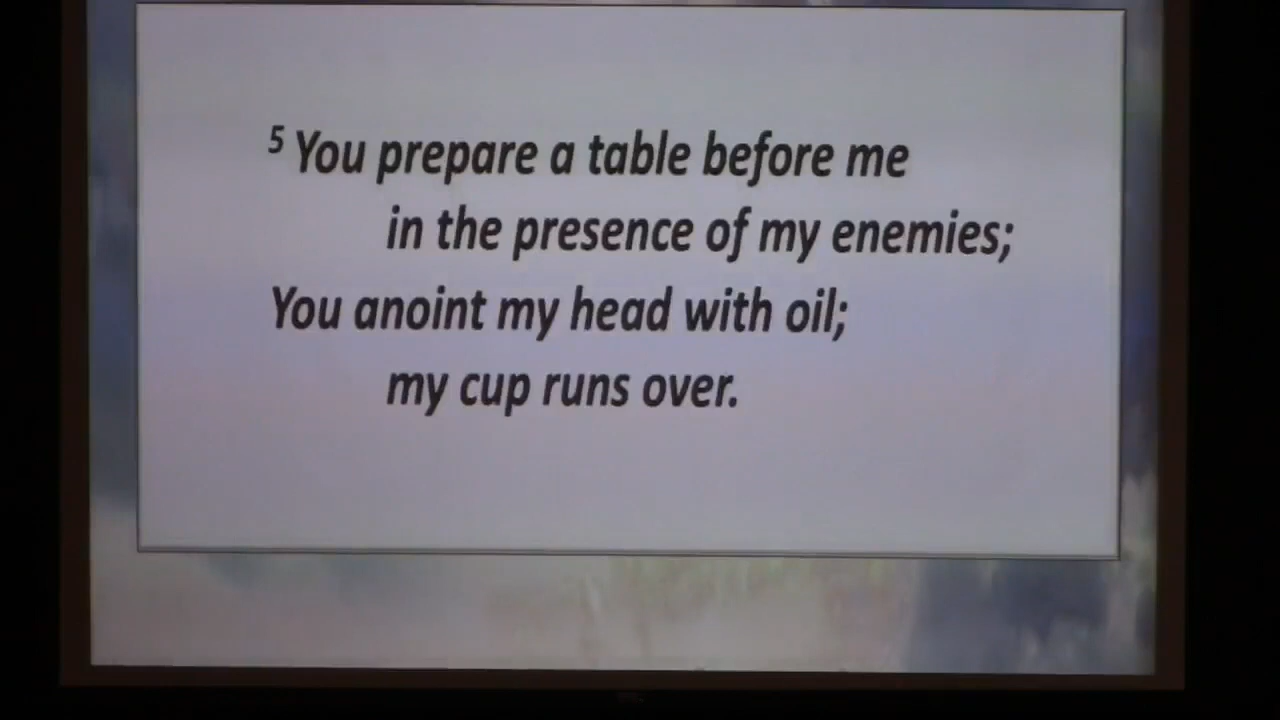 5 You prepare a table before me
in the presence of my enemies;
You anoint my head with oil;
my cup runs over.